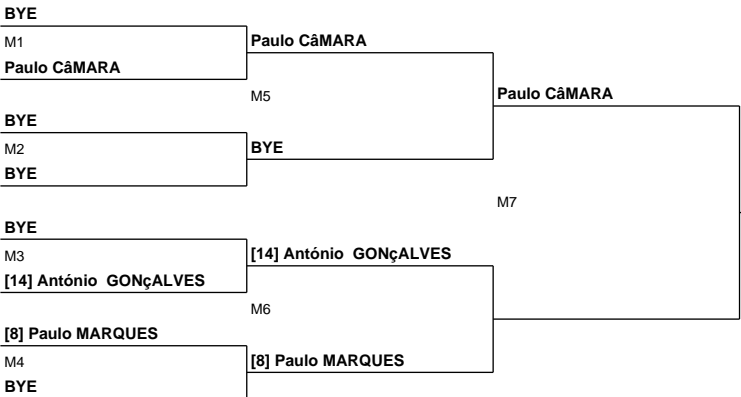 BYE
M1
Paulo CâMARA
Paulo CâMARA
M5
Paulo CâMARA
BYE
M2
BYE
BYE
M7
BYE
M3
[14] António  GONçALVES
[14] António  GONçALVES
M6
[8] Paulo MARQUES
M4
[8] Paulo MARQUES
BYE